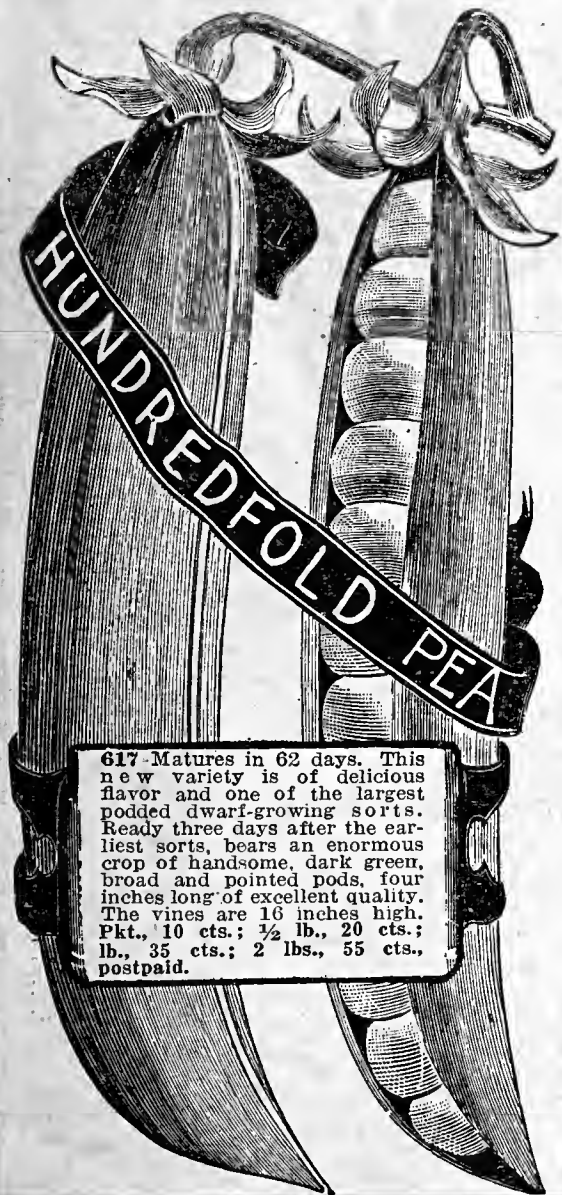 HUNDREDFOLD PEA
617-Matures in 62 days. This
new variety is of delicious
flavor and one of the largest
podded dwarf-growing sorts.
Ready three days after the ear-
liest sorts, bears an enormous
crop of handsome, dark green,
broad and pointed pods, four
inches long of excellent quality.
The vines are 16 inches high.
Pkt., 10 cts.; ½ lb., 20 cts.;
lb., 35 cts.; 2 lbs., 55 cts.,
postpaid.